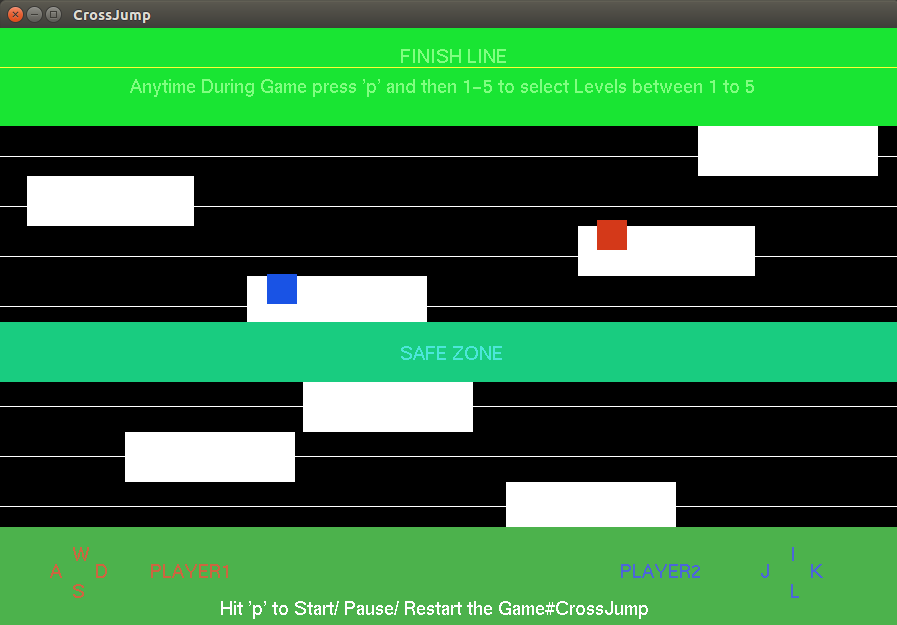 CrossJump
FINISH LINE
Anytime During Game press 'p' and then 1-5 to select Levels between 1 to 5
SAFE ZONE
W
A D PLAYER1
S
I
PLAYER2 J K
L
Hit 'p' to Start/ Pause/ Restart the Game#CrossJump